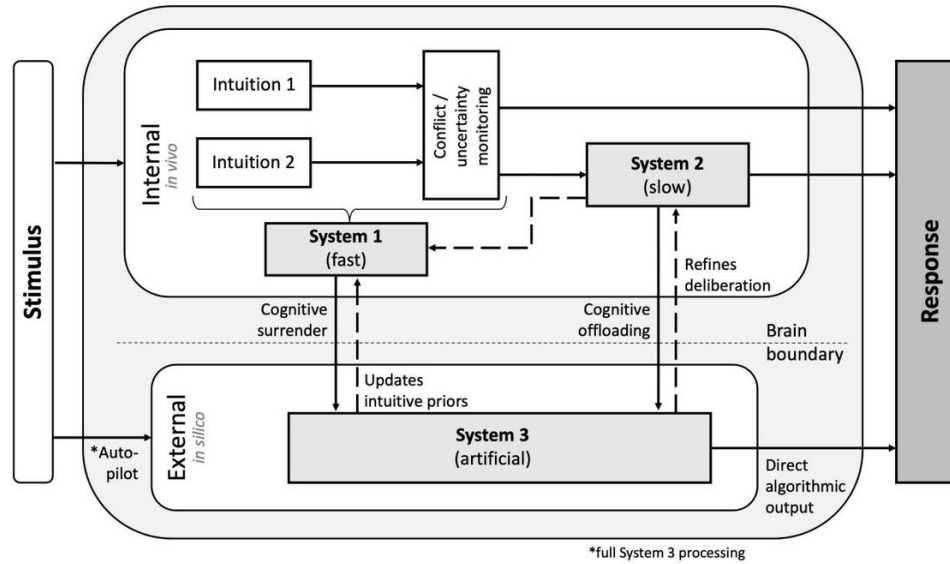 Stimulus
Internal
in vivo
Intuition 1
Intuition 2
Conflict /
uncertainty
monitoring
System 1
(fast)
System 2
(slow)
Cognitive
surrender
Updates
intuitive priors
Cognitive
offloading
Refines
deliberation
Brain
boundary
External
in silico
System 3
(artificial)
*Auto-
pilot
Direct
algorithmic
output
Response
*full System 3 processing